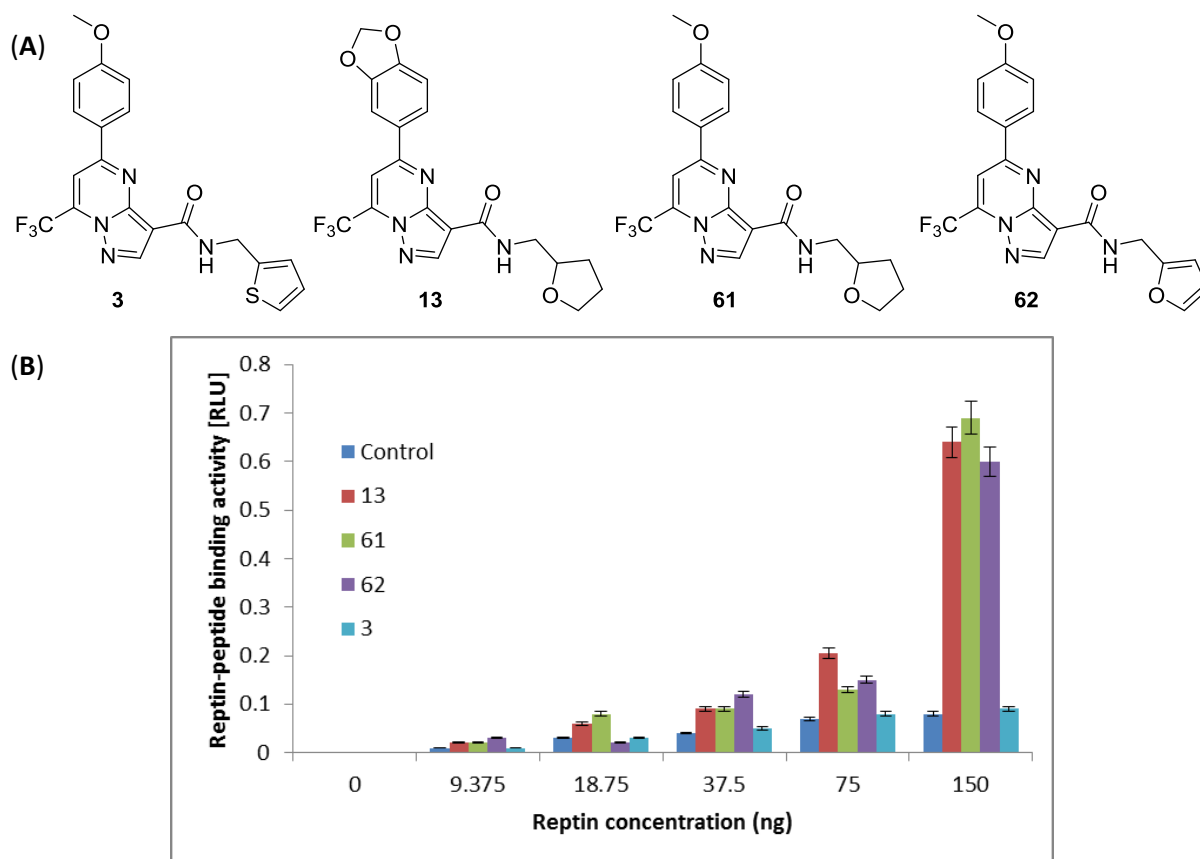 (A)
O
N
N
N
F3C
O
N
H
S
3
O
O
N
N
N
F3C
O
N
H
O
13
O
N
N
N
F3C
O
N
H
O
61
O
N
N
N
F3C
O
N
H
O
62
(B)
Reptin-peptide binding activity [RLU]
0.8
0.7
0.6
0.5
0.4
0.3
0.2
0.1
0
Control
13
61
62
3
0 9.375 18.75 37.5 75 150
Reptin concentration (ng)